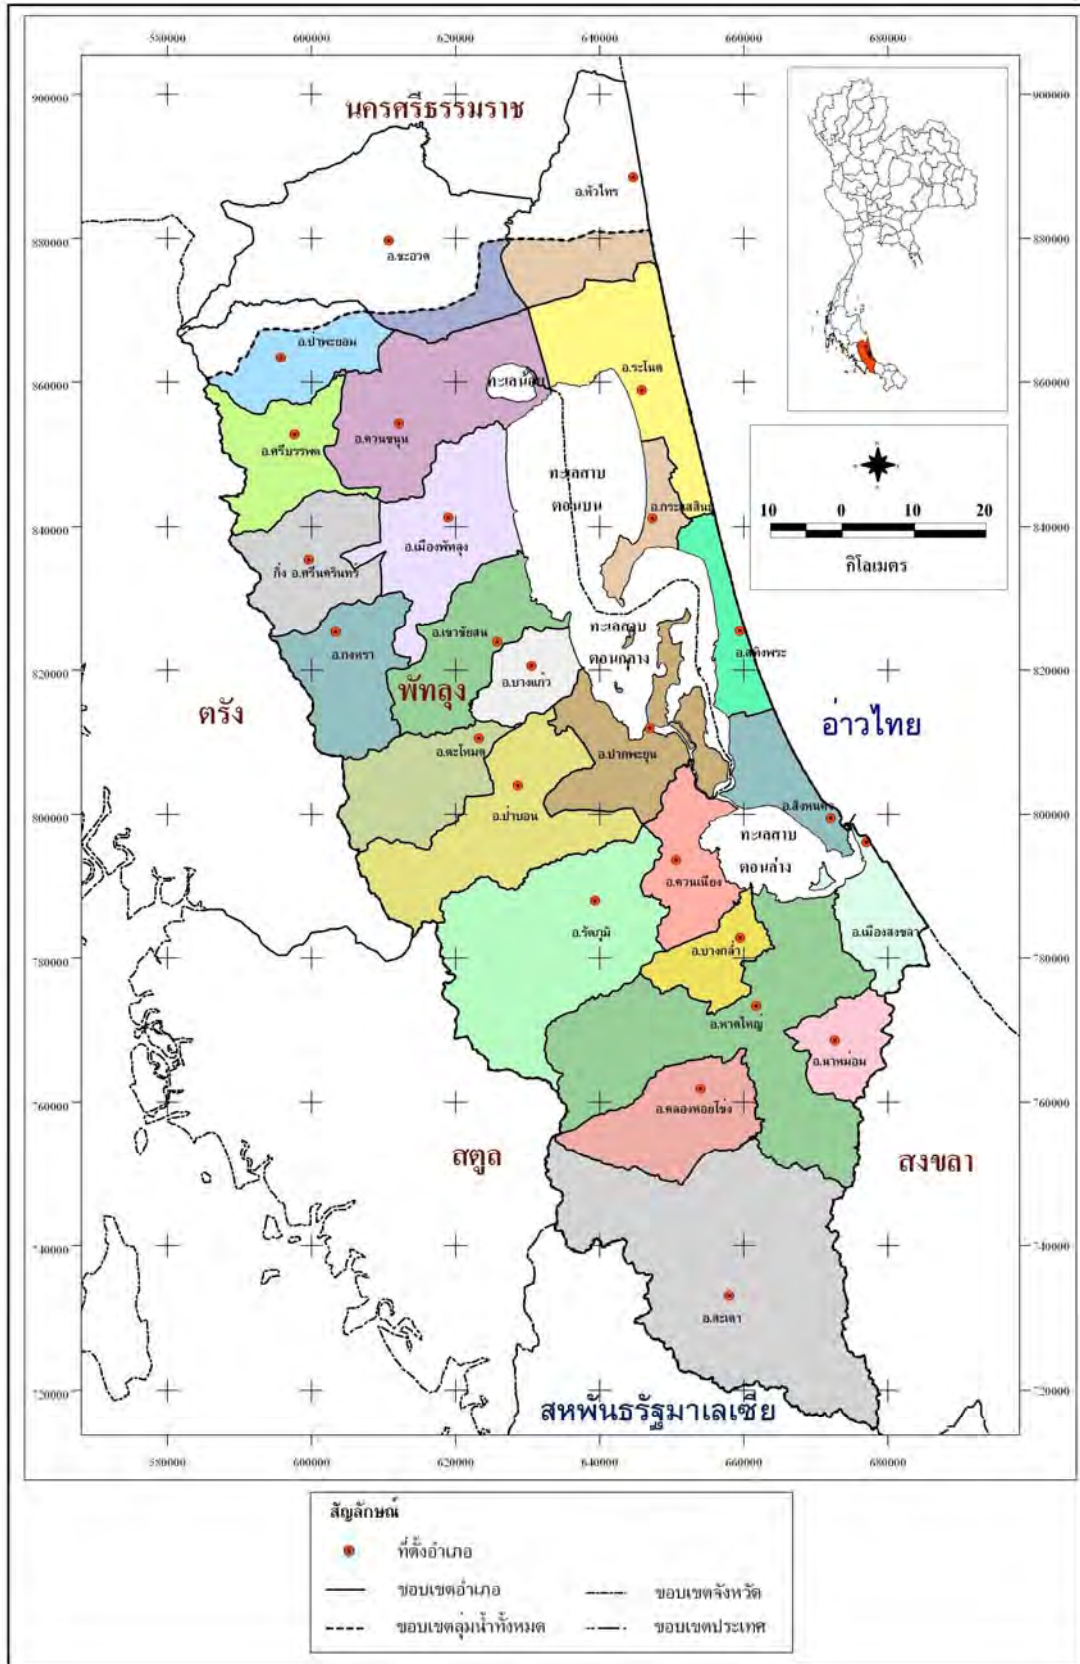 580000 600000 620000 640000 660000 680000
900000 900000
นครศรีธรรมราช
อ.หัวไทร
880000 880000
อ.ชะอวด
อ.ป่าพะยอม
อ.ระโนด
860000 ทะเลน้อย 860000
อ.ควนขนุน
อ.ศรีบรรพต
ทะเลสาบ
ตอนบน
อ.กระแสสินธุ์
10 0 10 20
กิโลเมตร
840000 840000
อ.เมืองพัทลุง
กิ่ง อ.ศรีนครินทร์
อ.เขาชัยสน
ทะเลสาบ
ตอนกลาง
อ.กงหรา
อ.สทิงพระ
820000 820000
อ.บางแก้ว
พัทลุง
ตรัง
อ่าวไทย
อ.ตะโหมด
อ.ปากพะยูน
อ.ป่าบอน
อ.สิงหนคร
800000 800000
ทะเลสาบ
ตอนล่าง
อ.ควนเนียง
อ.รัตภูมิ
อ.เมืองสงขลา
อ.บางกล่ำ
780000 780000
อ.หาดใหญ่
อ.นาหม่อม
760000 760000
อ.คลองหอยโข่ง
สตูล
สงขลา
740000 740000
อ.สะเดา
720000 720000
สหพันธรัฐมาเลเซีย
580000 600000 620000 640000 660000 680000
สัญลักษณ์
ที่ตั้งอำเภอ
ขอบเขตอำเภอ ขอบเขตจังหวัด
ขอบเขตลุ่มน้ำทั้งหมด ขอบเขตประเทศ